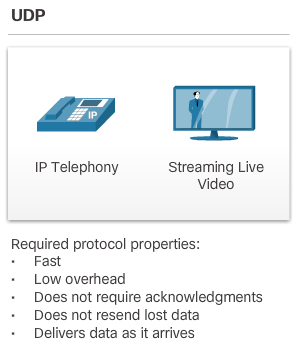 UDP
IP
IP Telephony
Streaming Live
Video
Required protocol properties:
• Fast
• Low overhead
• Does not require acknowledgments
• Does not resend lost data
• Delivers data as it arrives